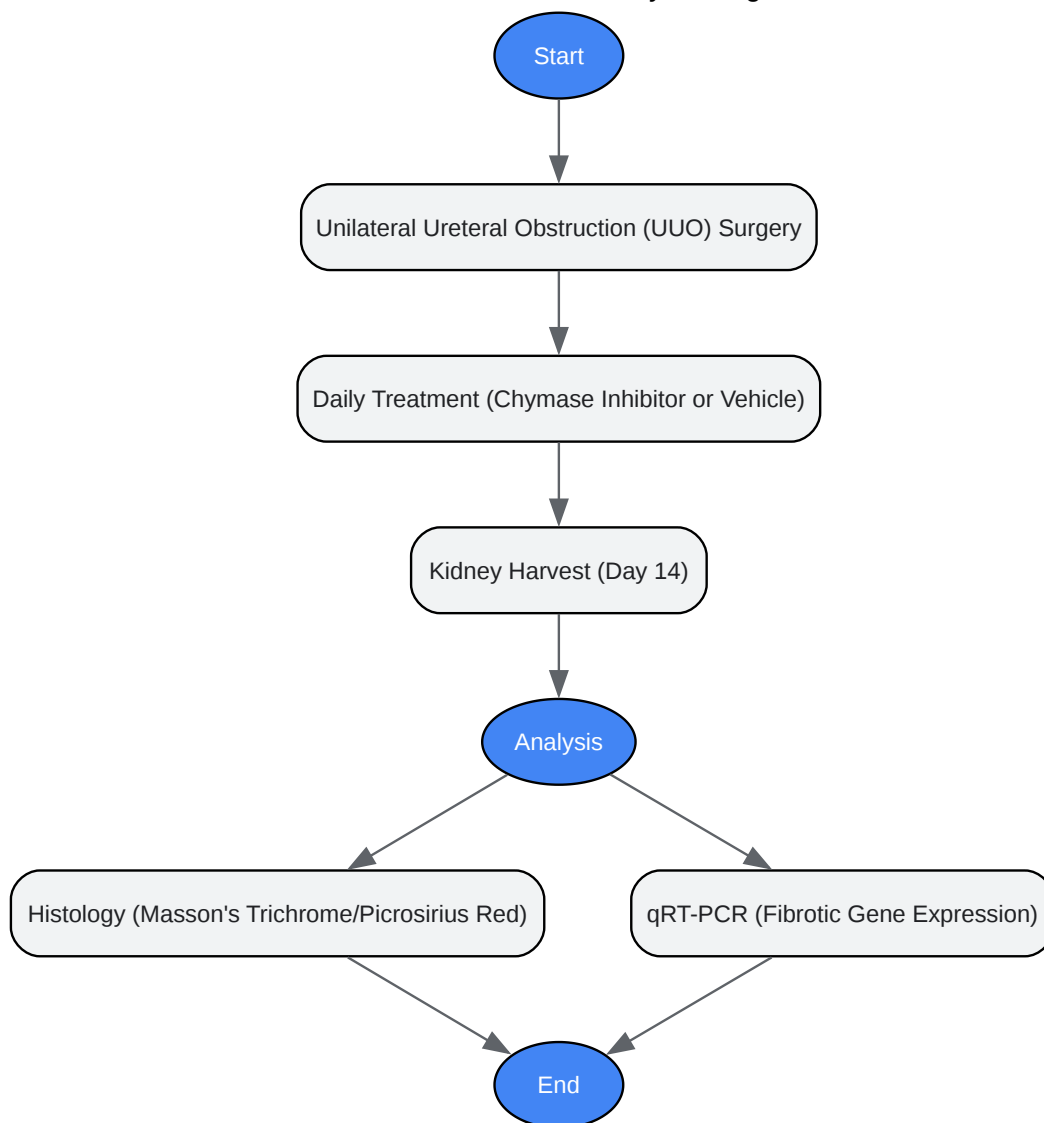 Start
Unilateral Ureteral Obstruction (UUO) Surgery
Daily Treatment (Chymase Inhibitor or Vehicle)
Kidney Harvest (Day 14)
Analysis
Histology (Masson's Trichrome/Picrosirius Red)
qRT-PCR (Fibrotic Gene Expression)
End